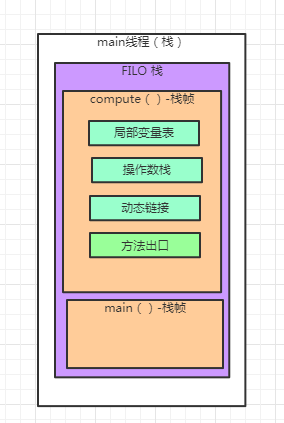 main线程（栈）
FILO 栈
compute（）-栈帧
局部变量表
操作数栈
动态链接
方法出口
main（）-栈帧